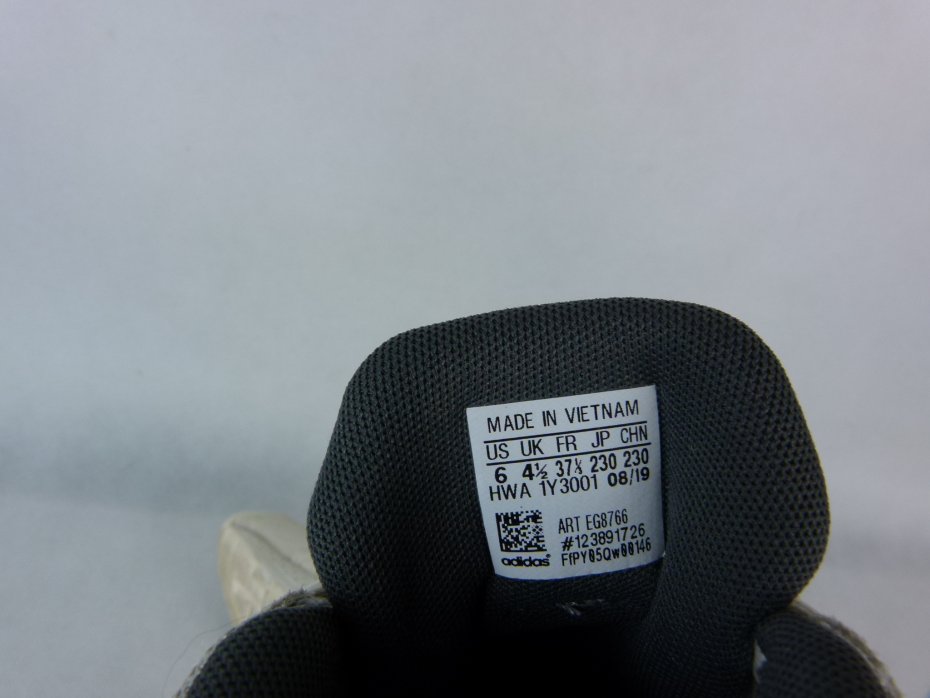 MADE IN VIETNAM
US UK FR JP CHN
6 4½ 37⅓ 230 230
HWA 1Y3001 08/19
ART EG8766
#123891726
FfPY05Qw00146
adidas